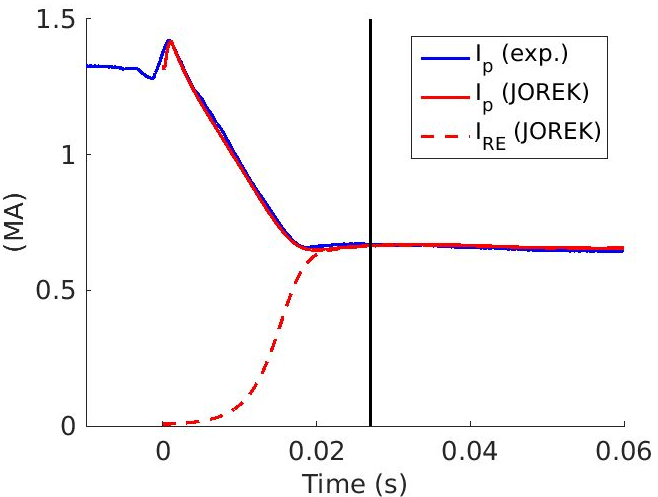 1.5
I_p (exp.)
I_p (JOREK)
I_RE (JOREK)
1
(MA)
0.5
0
0 0.02 0.04 0.06
Time (s)